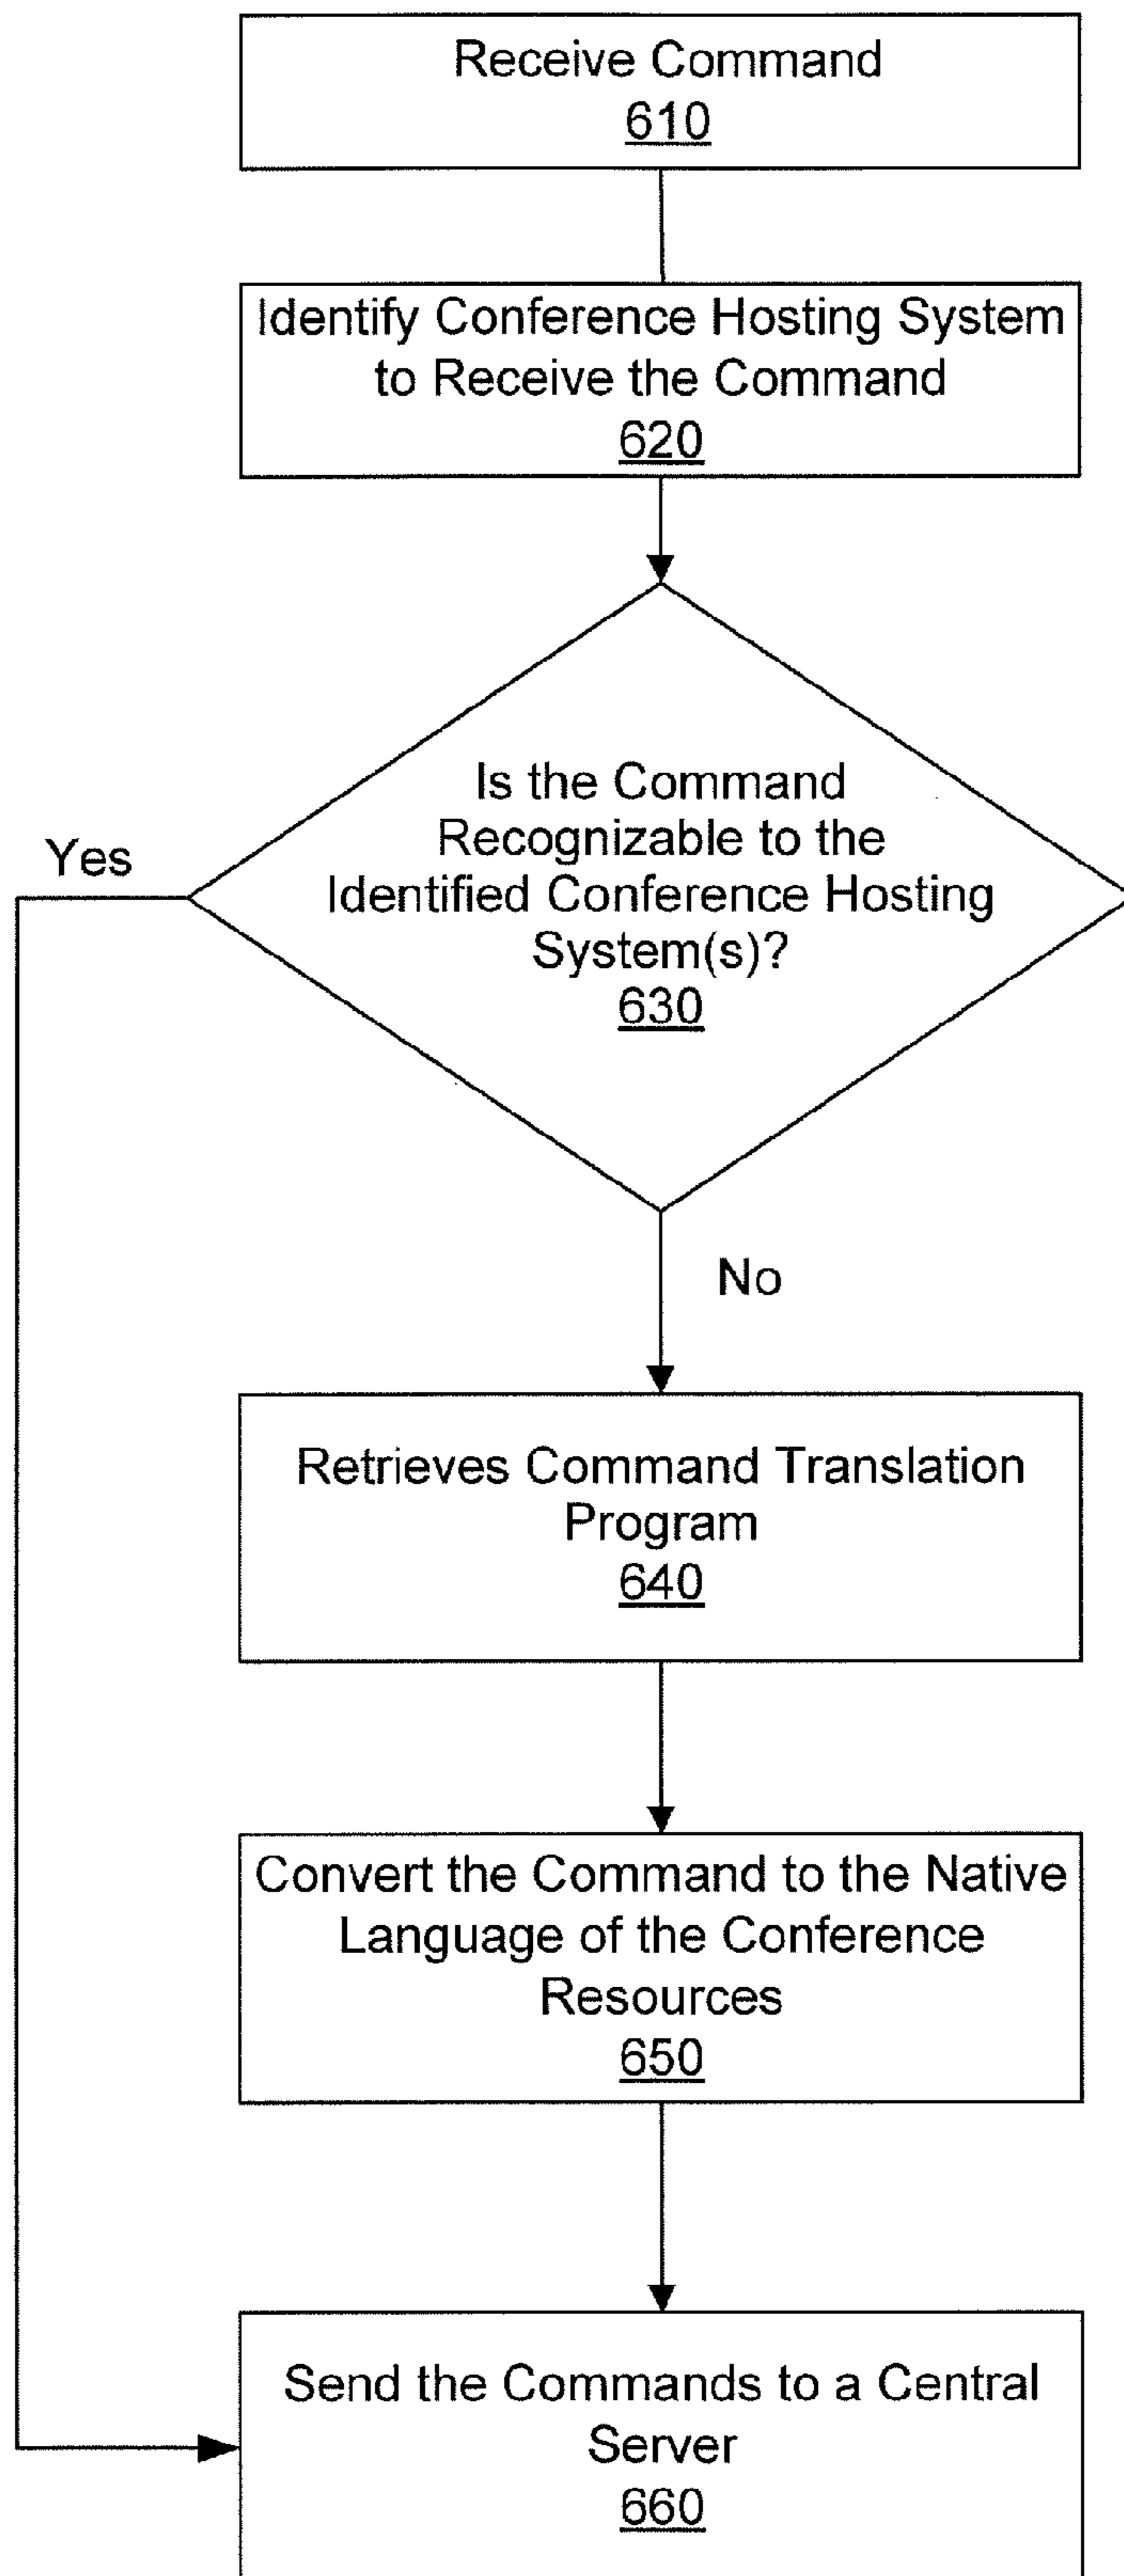 Receive Command
610
Identify Conference Hosting System
to Receive the Command
620
Is the Command
Recognizable to the
Identified Conference Hosting
System(s)?
630
Yes
No
Retrieves Command Translation
Program
640
Convert the Command to the Native
Language of the Conference
Resources
650
Send the Commands to a Central
Server
660